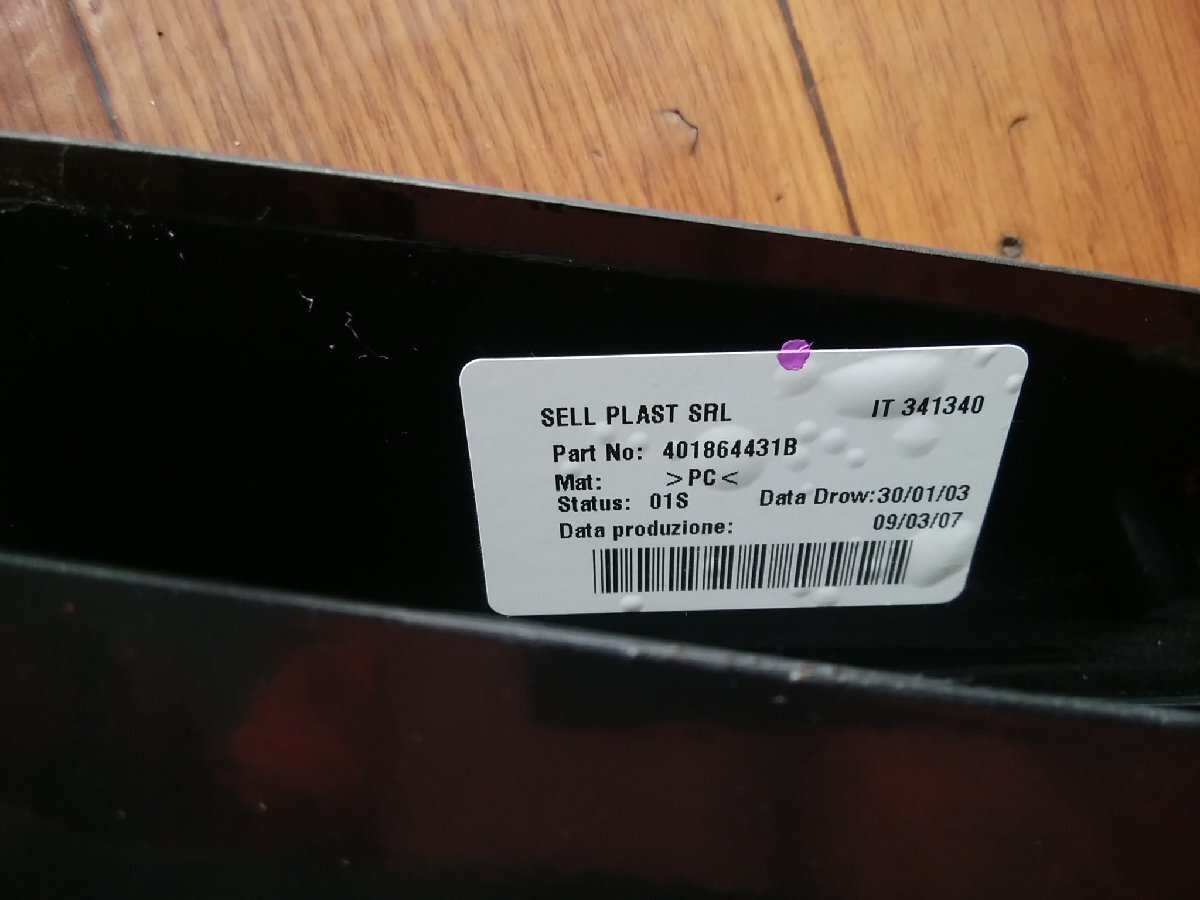 SELL PLAST SRL IT 341340
Part No: 401864431B
Mat: >PC<
Status: 01S Data Drow:30/01/03
Data produzione: 09/03/07